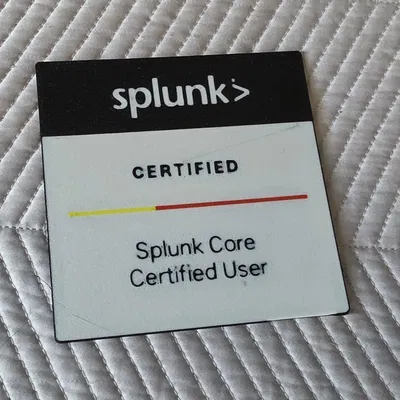 splunk>
CERTIFIED
Splunk Core
Certified User